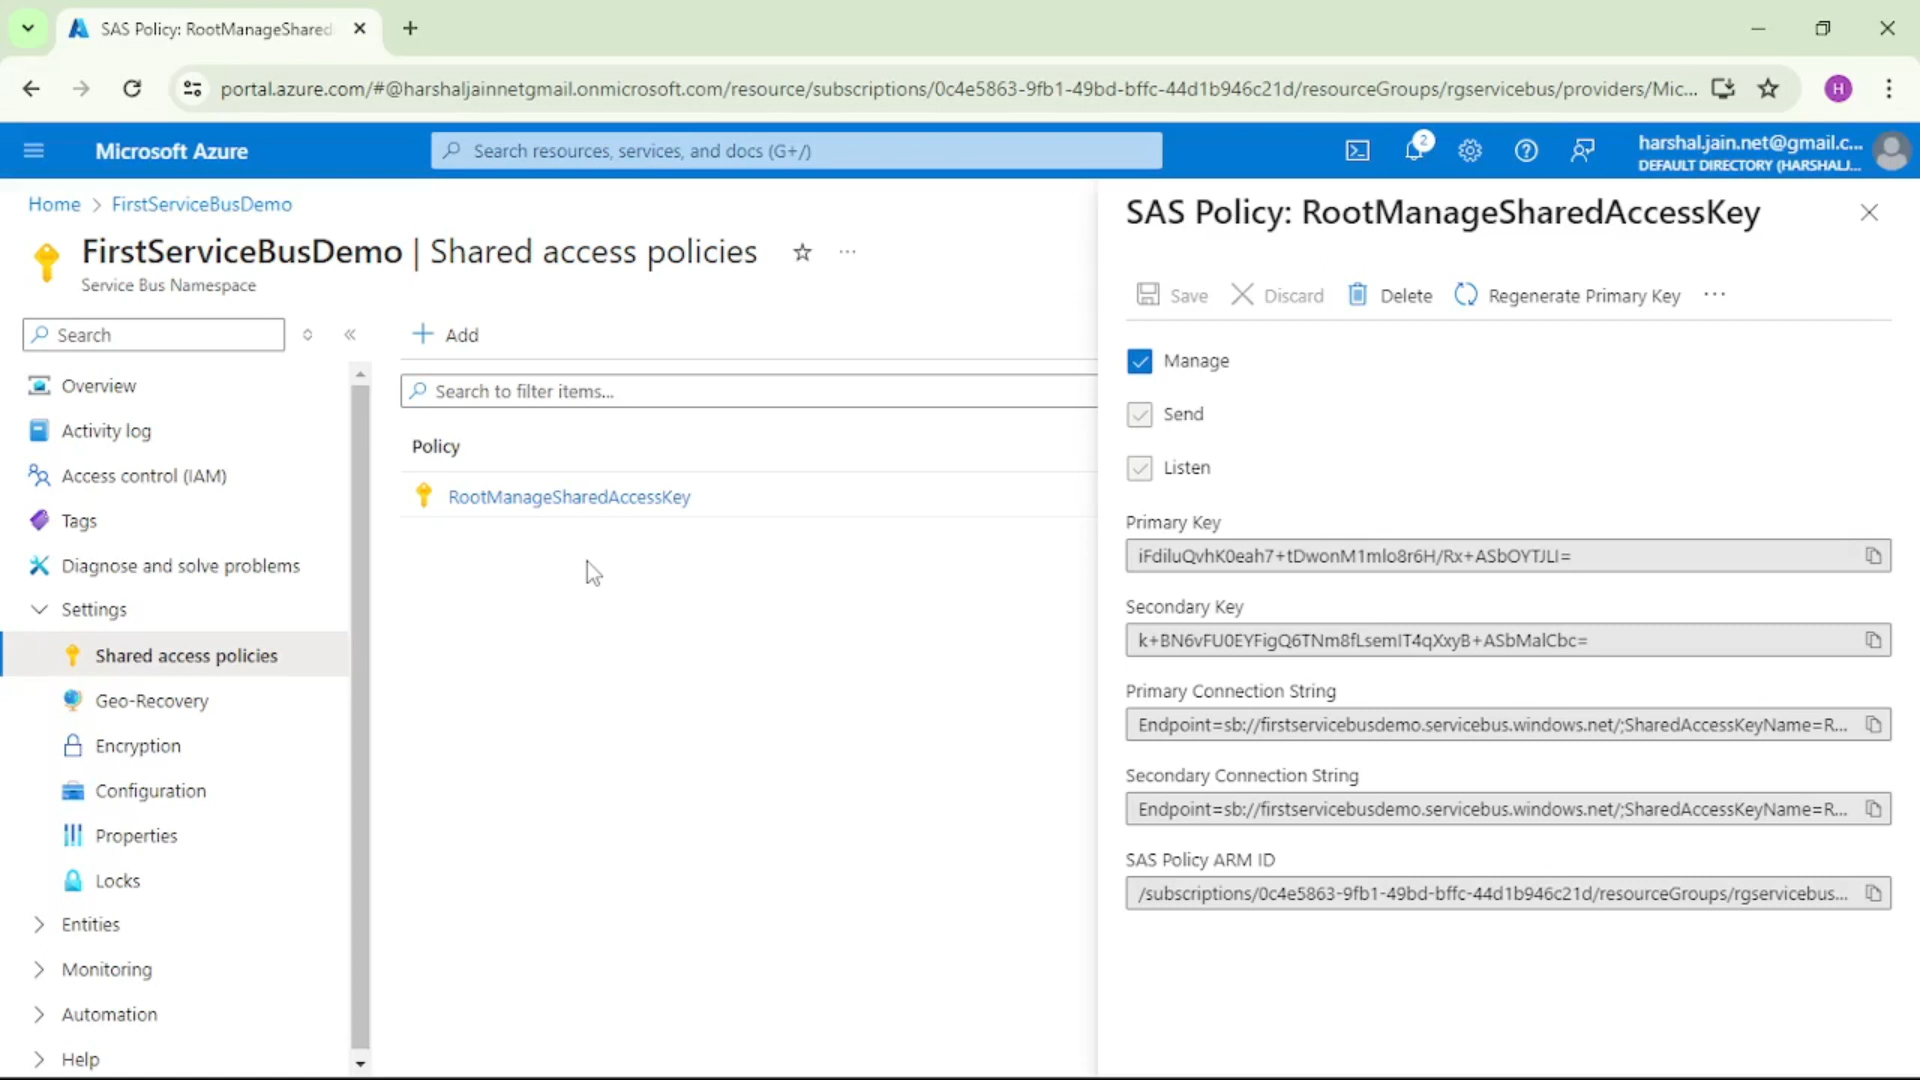 SAS Policy: RootManageShared
portal.azure.com/#@harshaljainnetgmail.onmicrosoft.com/resource/subscriptions/0c4e5863-9fb1-49bd-bffc-44d1b946c21d/resourceGroups/rgservicebus/providers/Mic...
H
Microsoft Azure
Search resources, services, and docs (G+/)
2
harshal.jain.net@gmail.c...
DEFAULT DIRECTORY (HARSHALJ...
Home > FirstServiceBusDemo
FirstServiceBusDemo | Shared access policies
Service Bus Namespace
Search
Overview
Activity log
Access control (IAM)
Tags
Diagnose and solve problems
Settings
Shared access policies
Geo-Recovery
Encryption
Configuration
Properties
Locks
Entities
Monitoring
Automation
Help
Add
Search to filter items...
Policy
RootManageSharedAccessKey
SAS Policy: RootManageSharedAccessKey
Save Discard Delete Regenerate Primary Key
Manage
Send
Listen
Primary Key
iFdiluQvhK0eah7+tDwonM1mlo8r6H/Rx+ASbOYTJLI=
Secondary Key
k+BN6vFU0EYFigQ6TNm8fLsemIT4qXxyB+ASbMalCbc=
Primary Connection String
Endpoint=sb://firstservicebusdemo.servicebus.windows.net/;SharedAccessKeyName=R...
Secondary Connection String
Endpoint=sb://firstservicebusdemo.servicebus.windows.net/;SharedAccessKeyName=R...
SAS Policy ARM ID
/subscriptions/0c4e5863-9fb1-49bd-bffc-44d1b946c21d/resourceGroups/rgservicebus...